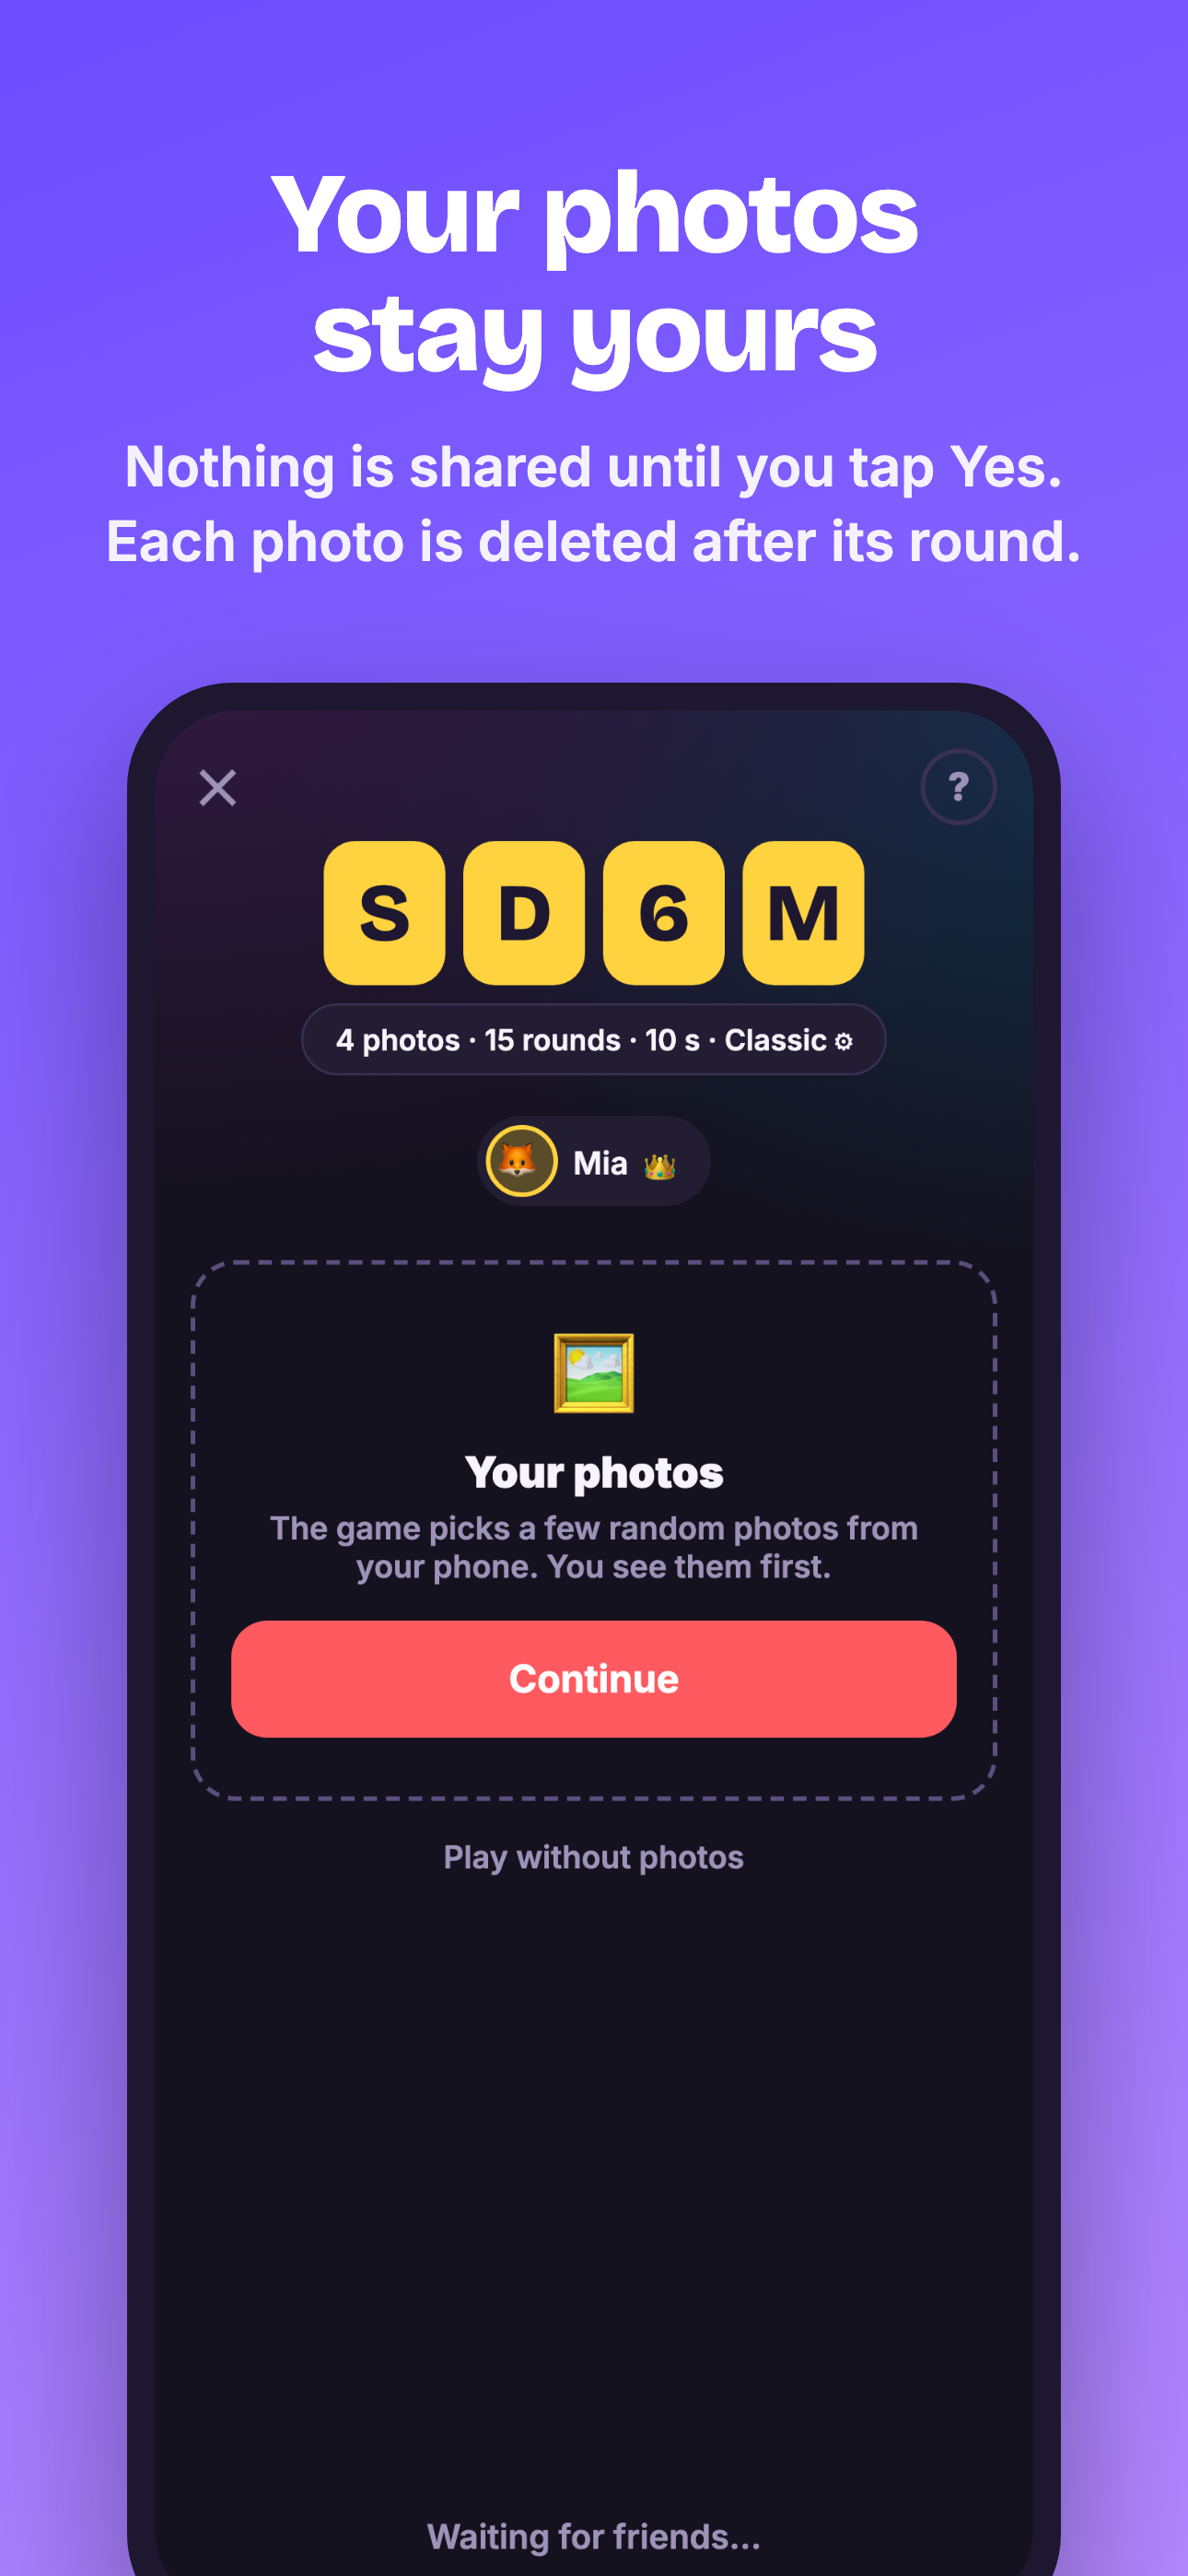 Your photos
stay yours
Nothing is shared until you tap Yes.
Each photo is deleted after its round.
?
S D 6 M
4 photos · 15 rounds · 10 s · Classic ⚙
Mia 👑
Your photos
The game picks a few random photos from
your phone. You see them first.
Continue
Play without photos
Waiting for friends...